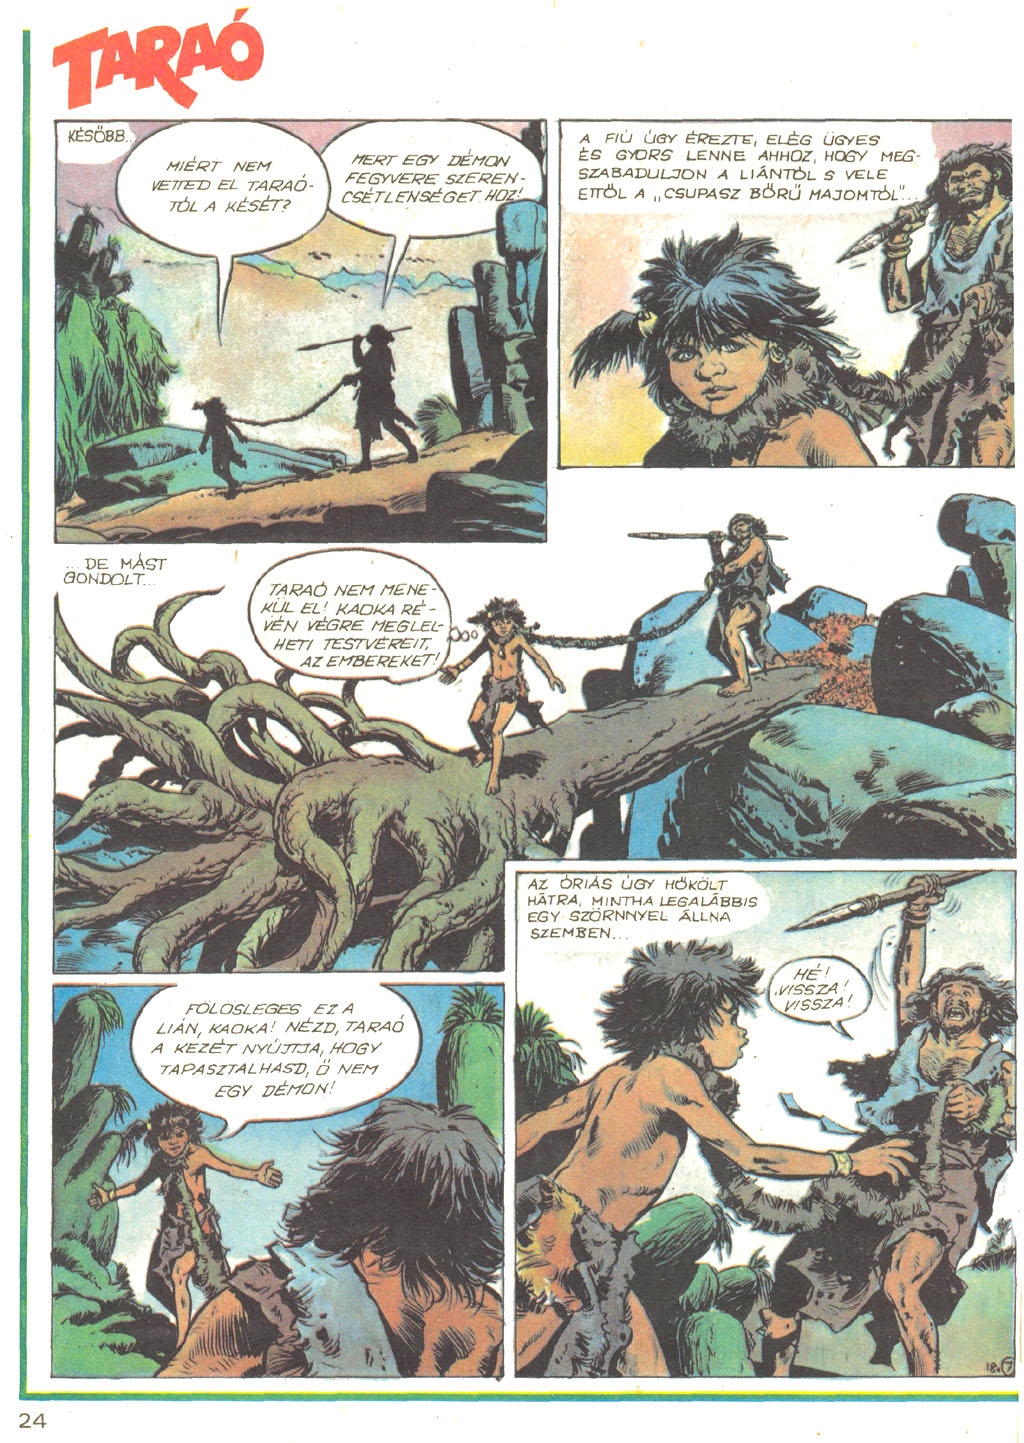 TARAÓ
KÉSŐBB...
MIÉRT NEM
VETTED EL TARAÓ-
TÓL A KÉSÉT?
MERT EGY DÉMON
FEGYVERE SZEREN-
CSÉTLENSÉGET HOZ!
A FIÚ ÚGY ÉREZTE, ELÉG ÜGYES
ÉS GYORS LENNE AHHOZ, HOGY MEG-
SZABADULJON A LIÁNTÓL S VELE
ETTŐL A „CSUPASZ BŐRŰ MAJOMTÓL"...
... DE MÁST
GONDOLT...
TARAÓ NEM MENE-
KÜL EL! KAOKA RÉ-
VÉN VÉGRE MEGLEL-
HETI TESTVÉREIT,
AZ EMBEREKET!
FÖLÖSLEGES EZ A
LIÁN, KAOKA! NÉZD, TARAÓ
A KEZÉT NYÚJTJA, HOGY
TAPASZTALHASD, Ő NEM
EGY DÉMON!
AZ ÓRIÁS ÚGY HŐKÖLT
HÁTRA, MINTHA LEGALÁBBIS
EGY SZÖRNNYEL ÁLLNA
SZEMBEN...
HÉ!
VISSZA!
VISSZA!
18. 7
24